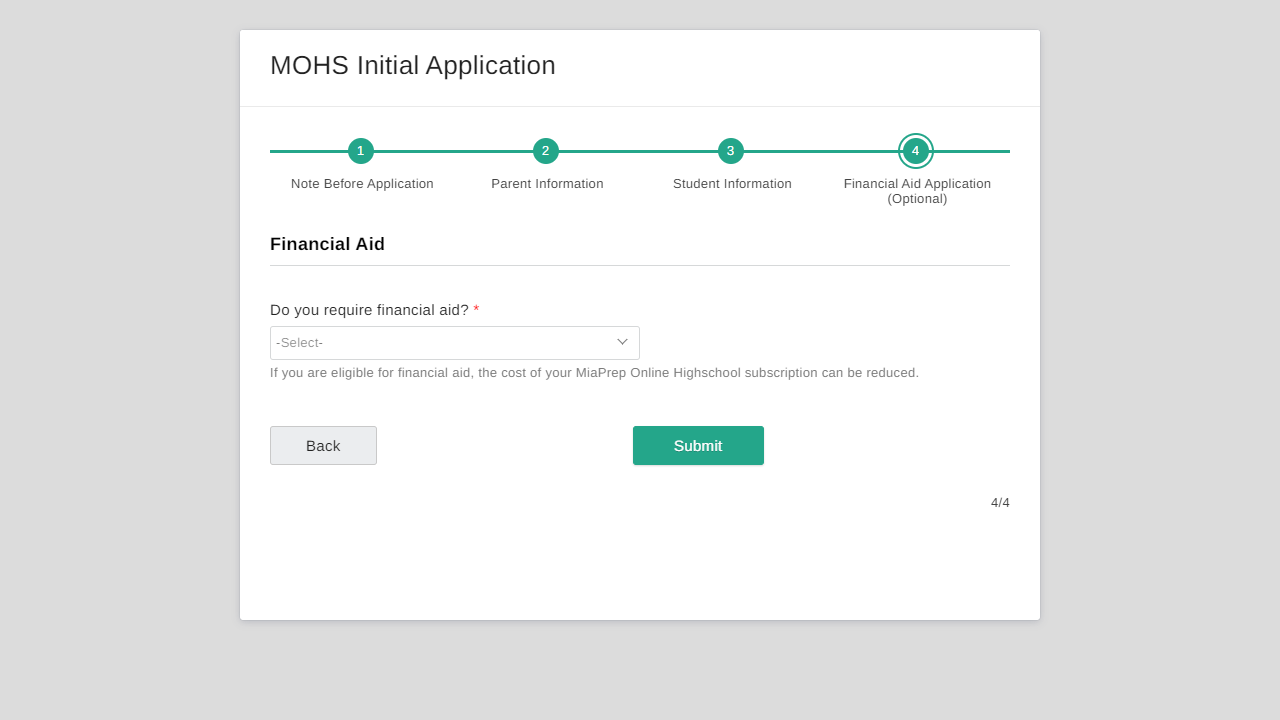 MOHS Initial Application
1 2 3 4
Note Before Application Parent Information Student Information Financial Aid Application
(Optional)
Financial Aid
Do you require financial aid? *
-Select-
If you are eligible for financial aid, the cost of your MiaPrep Online Highschool subscription can be reduced.
Back Submit
4/4